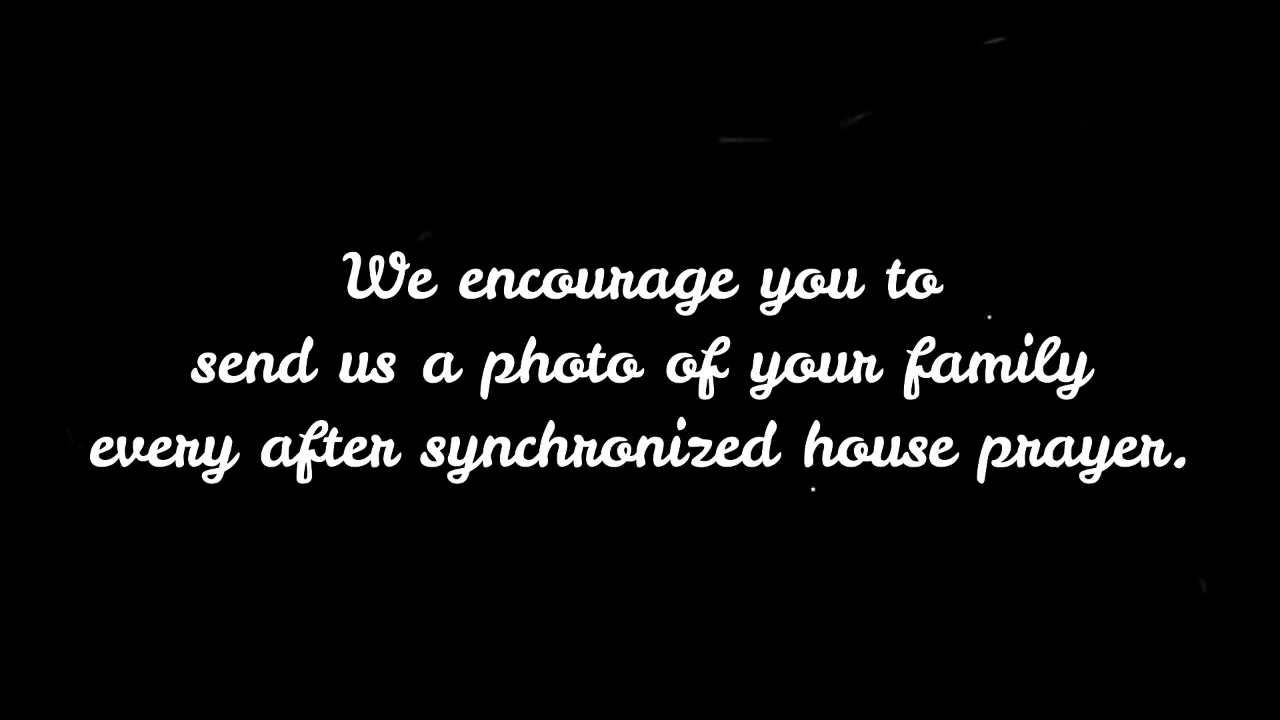 We encourage you to
send us a photo of your family
every after synchronized house prayer.